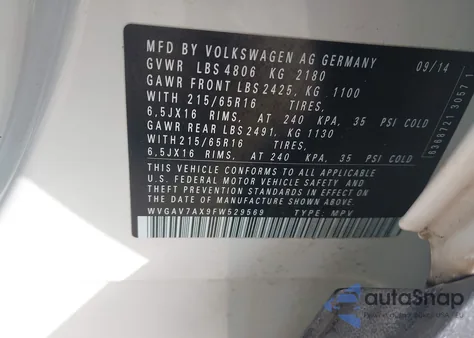 MFD BY VOLKSWAGEN AG GERMANY 09/14
GVWR LBS 4806 KG 2180
GAWR FRONT LBS 2425. KG 1100
WITH 215/65R16 TIRES,
6,5JX16 RIMS, AT 240 KPA, 35 PSI COLD
GAWR REAR LBS 2491. KG 1130
WITH 215/65R16 TIRES,
6,5JX16 RIMS, AT 240 KPA, 35 PSI COLD
THIS VEHICLE CONFORMS TO ALL APPLICABLE
U.S. FEDERAL MOTOR VEHICLE SAFETY AND
THEFT PREVENTION STANDARDS IN EFFECT ON
THE DATE OF MANUFACTURE SHOWN ABOVE.
WVGAV7AX9FW529569 TYPE: MPV
autoSnap